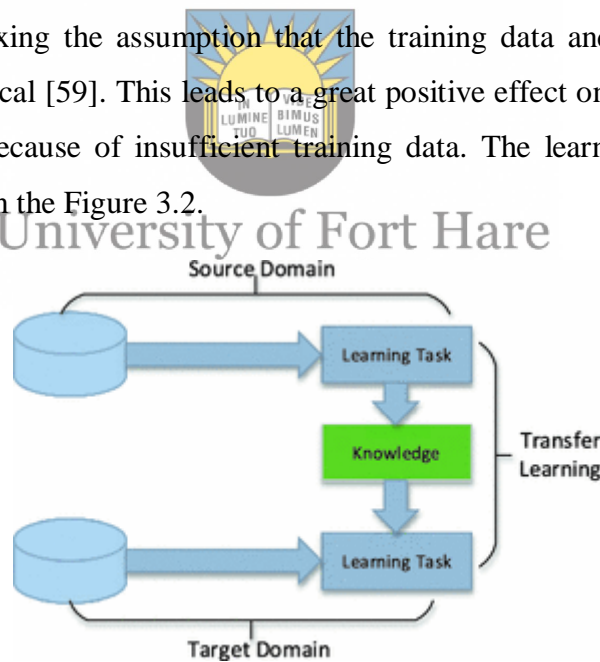 xing the assumption that the training data and
cal [59]. This leads to a great positive effect on
ecause of insufficient training data. The learn
n the Figure 3.2.
IN VIDE
LUMINE BIMUS
TUO LUMEN
University of Fort Hare
Source Domain
Learning Task
Knowledge
Transfer
Learning
Learning Task
Target Domain